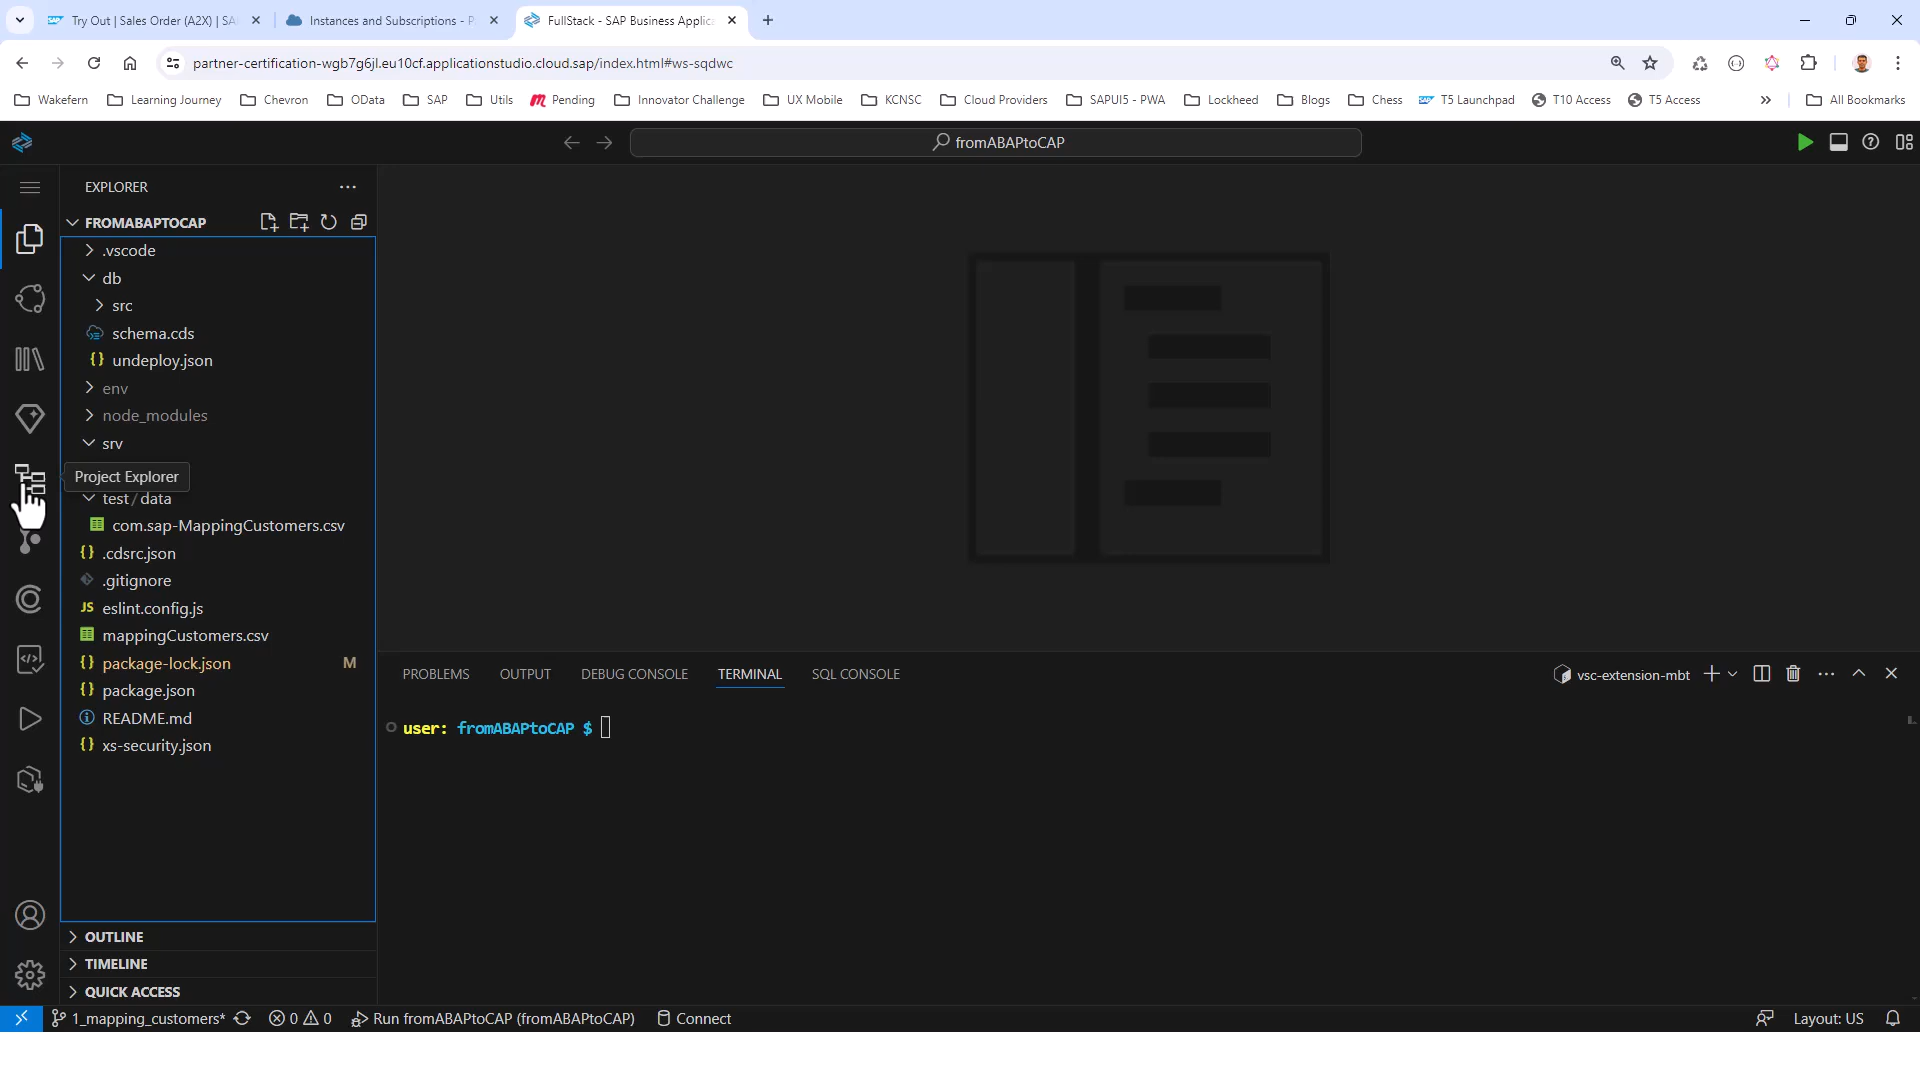 Try Out | Sales Order (A2X) | SA
Instances and Subscriptions - P
FullStack - SAP Business Applica
partner-certification-wgb7g6jl.eu10cf.applicationstudio.cloud.sap/index.html#ws-sqdwc
Wakefern
Learning Journey
Chevron
OData
SAP
Utils
Pending
Innovator Challenge
UX Mobile
KCNSC
Cloud Providers
SAPUI5 - PWA
Lockheed
Blogs
Chess
T5 Launchpad
T10 Access
T5 Access
All Bookmarks
fromABAPtoCAP
EXPLORER
FROMABAPTOCAP
.vscode
db
src
schema.cds
undeploy.json
env
node_modules
srv
Project Explorer
test/data
com.sap-MappingCustomers.csv
.cdsrc.json
.gitignore
JS eslint.config.js
mappingCustomers.csv
package-lock.json M
package.json
README.md
xs-security.json
OUTLINE
TIMELINE
QUICK ACCESS
PROBLEMS
OUTPUT
DEBUG CONSOLE
TERMINAL
SQL CONSOLE
vsc-extension-mbt
user: fromABAPtoCAP $
1_mapping_customers*
0
0
Run fromABAPtoCAP (fromABAPtoCAP)
Connect
Layout: US